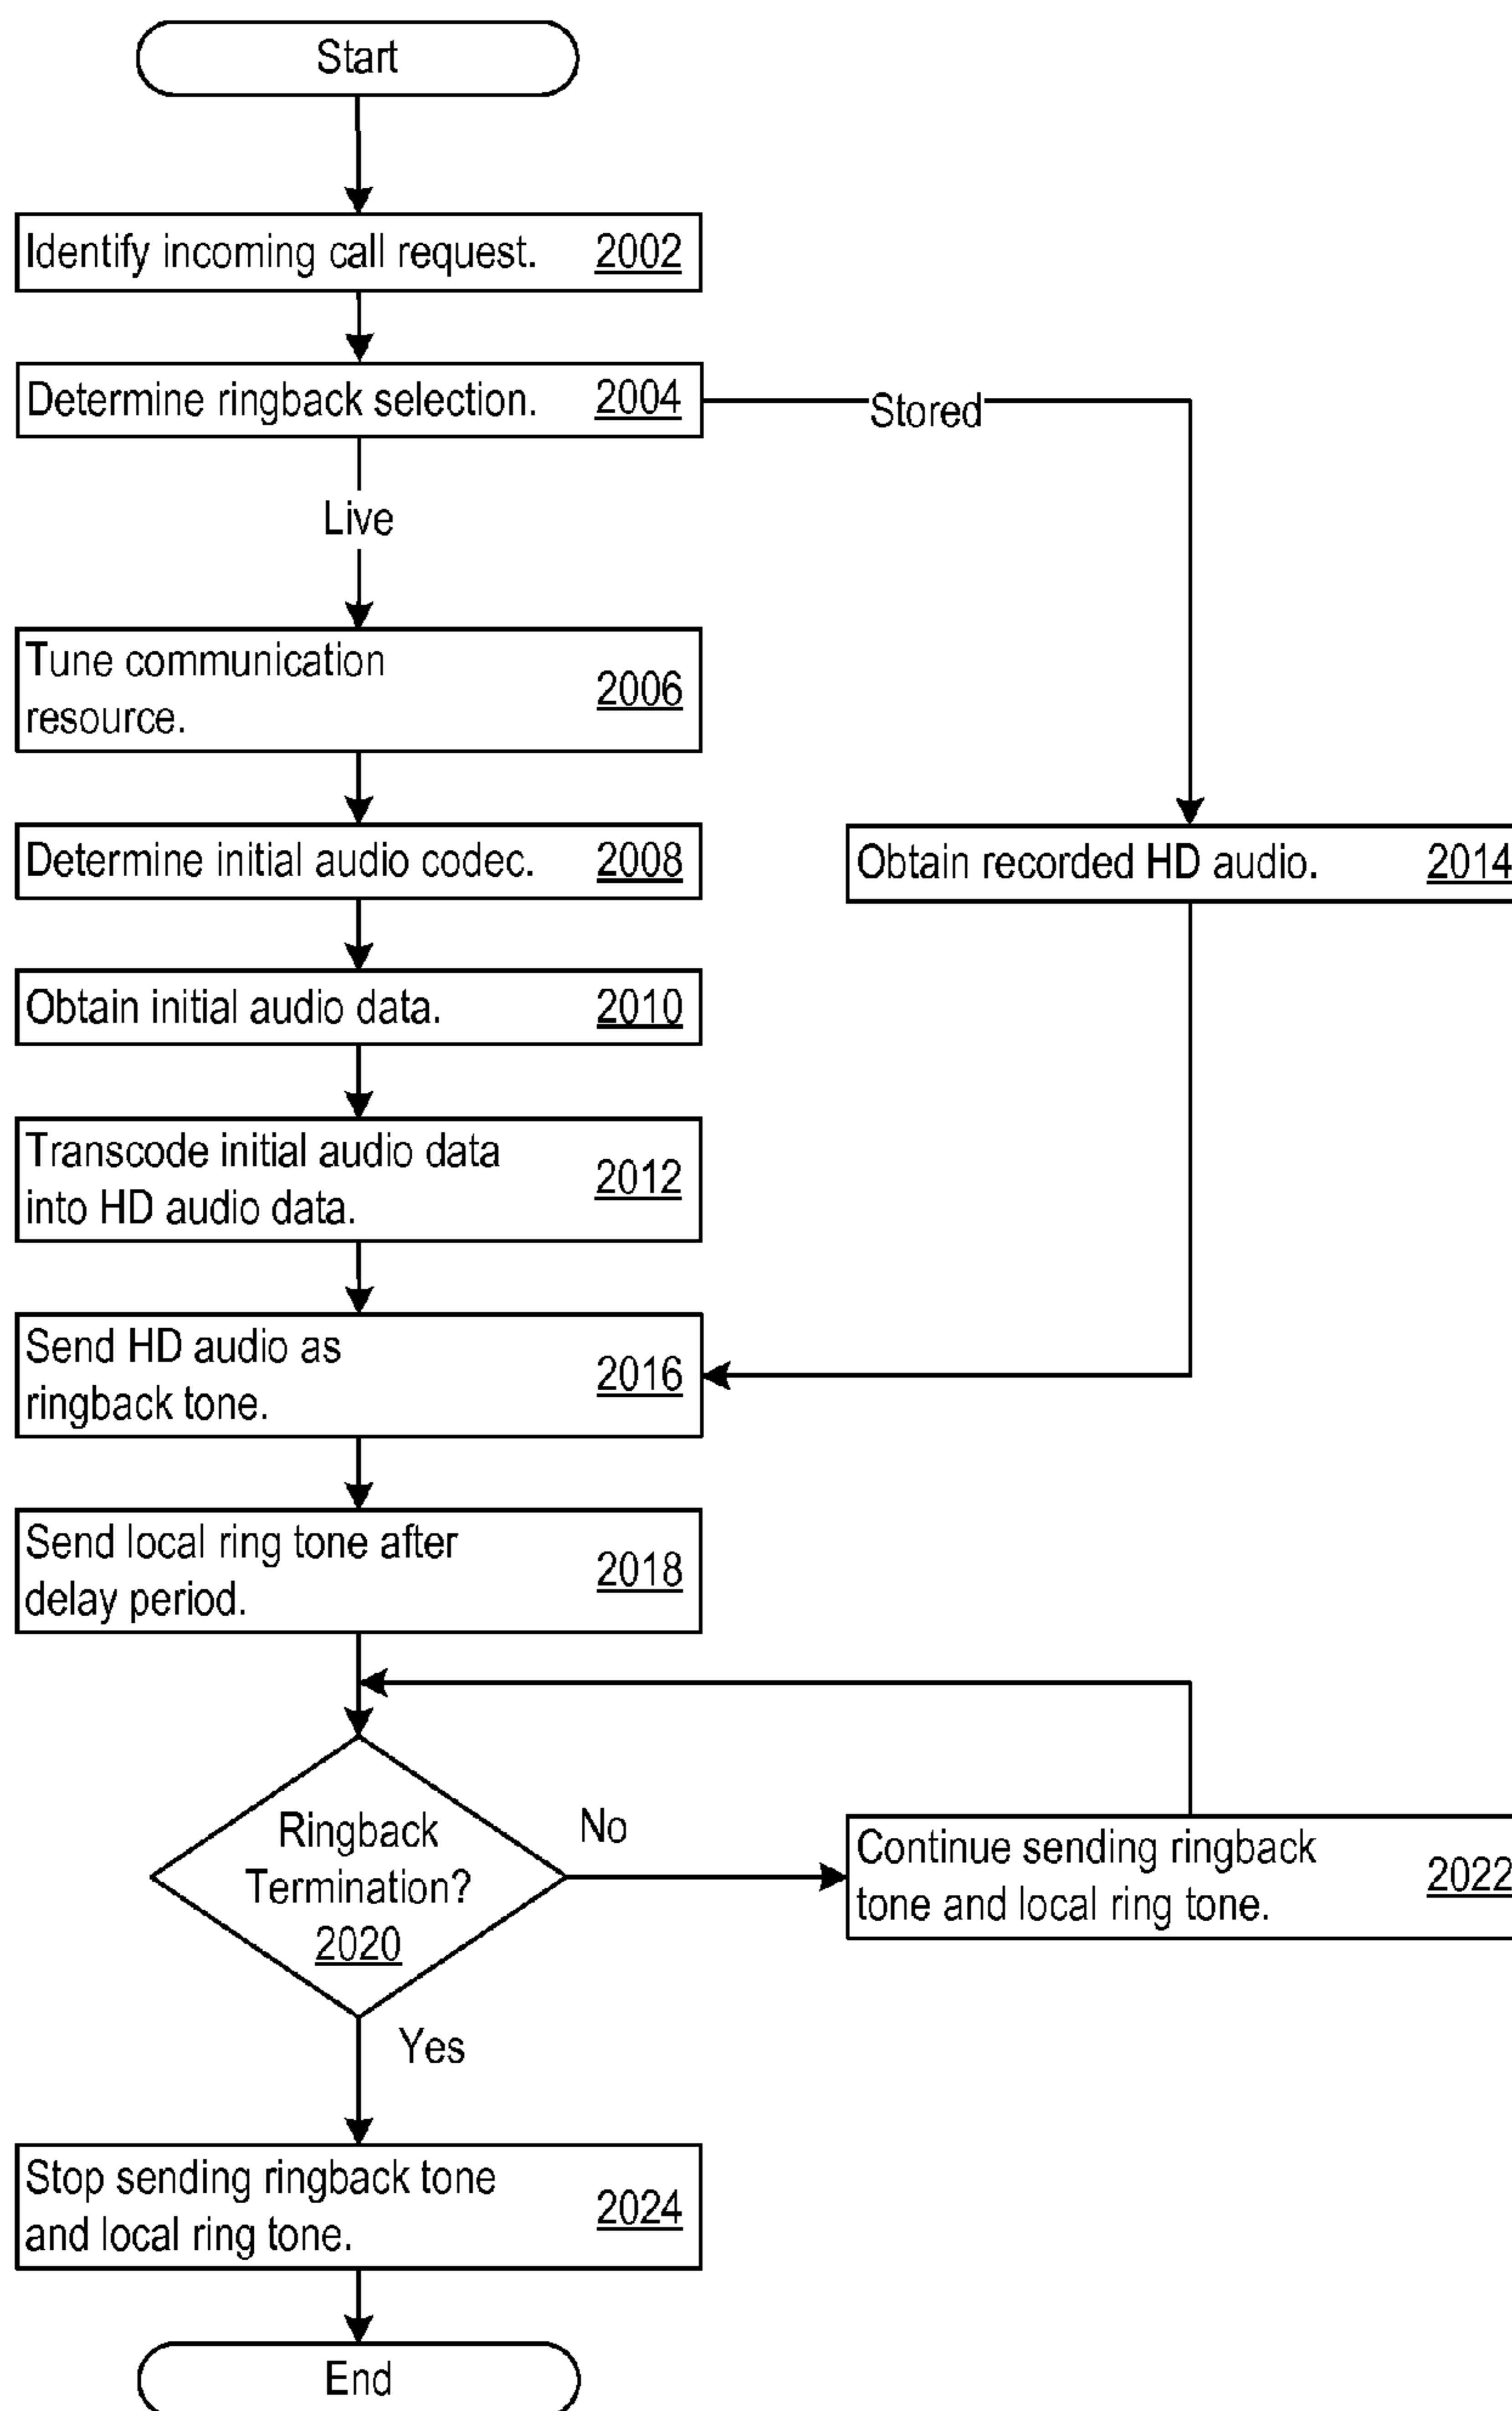 Start
Identify incoming call request. 2002
Determine ringback selection. 2004
Stored
Live
Tune communication
resource.
2006
Determine initial audio codec. 2008
Obtain recorded HD audio. 2014
Obtain initial audio data. 2010
Transcode initial audio data
into HD audio data.
2012
Send HD audio as
ringback tone.
2016
Send local ring tone after
delay period.
2018
Ringback
Termination?
2020
No
Continue sending ringback
tone and local ring tone.
2022
Yes
Stop sending ringback tone
and local ring tone.
2024
End